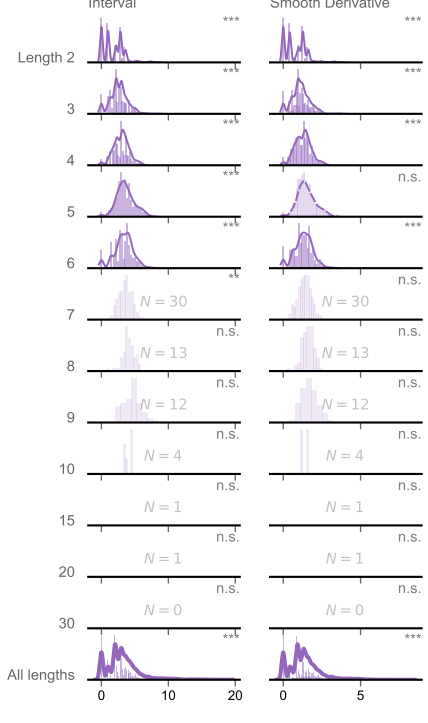 Interval Smooth Derivative
*** ***
Length 2
*** ***
3
*** ***
4
*** n.s.
5
*** ***
6
** n.s.
N = 30 N = 30
7
n.s. n.s.
N = 13 N = 13
8
n.s. n.s.
N = 12 N = 12
9
n.s. n.s.
N = 4 N = 4
10
n.s. n.s.
N = 1 N = 1
15
n.s. n.s.
N = 1 N = 1
20
n.s. n.s.
N = 0 N = 0
30
*** ***
All lengths
0 10 20 0 5